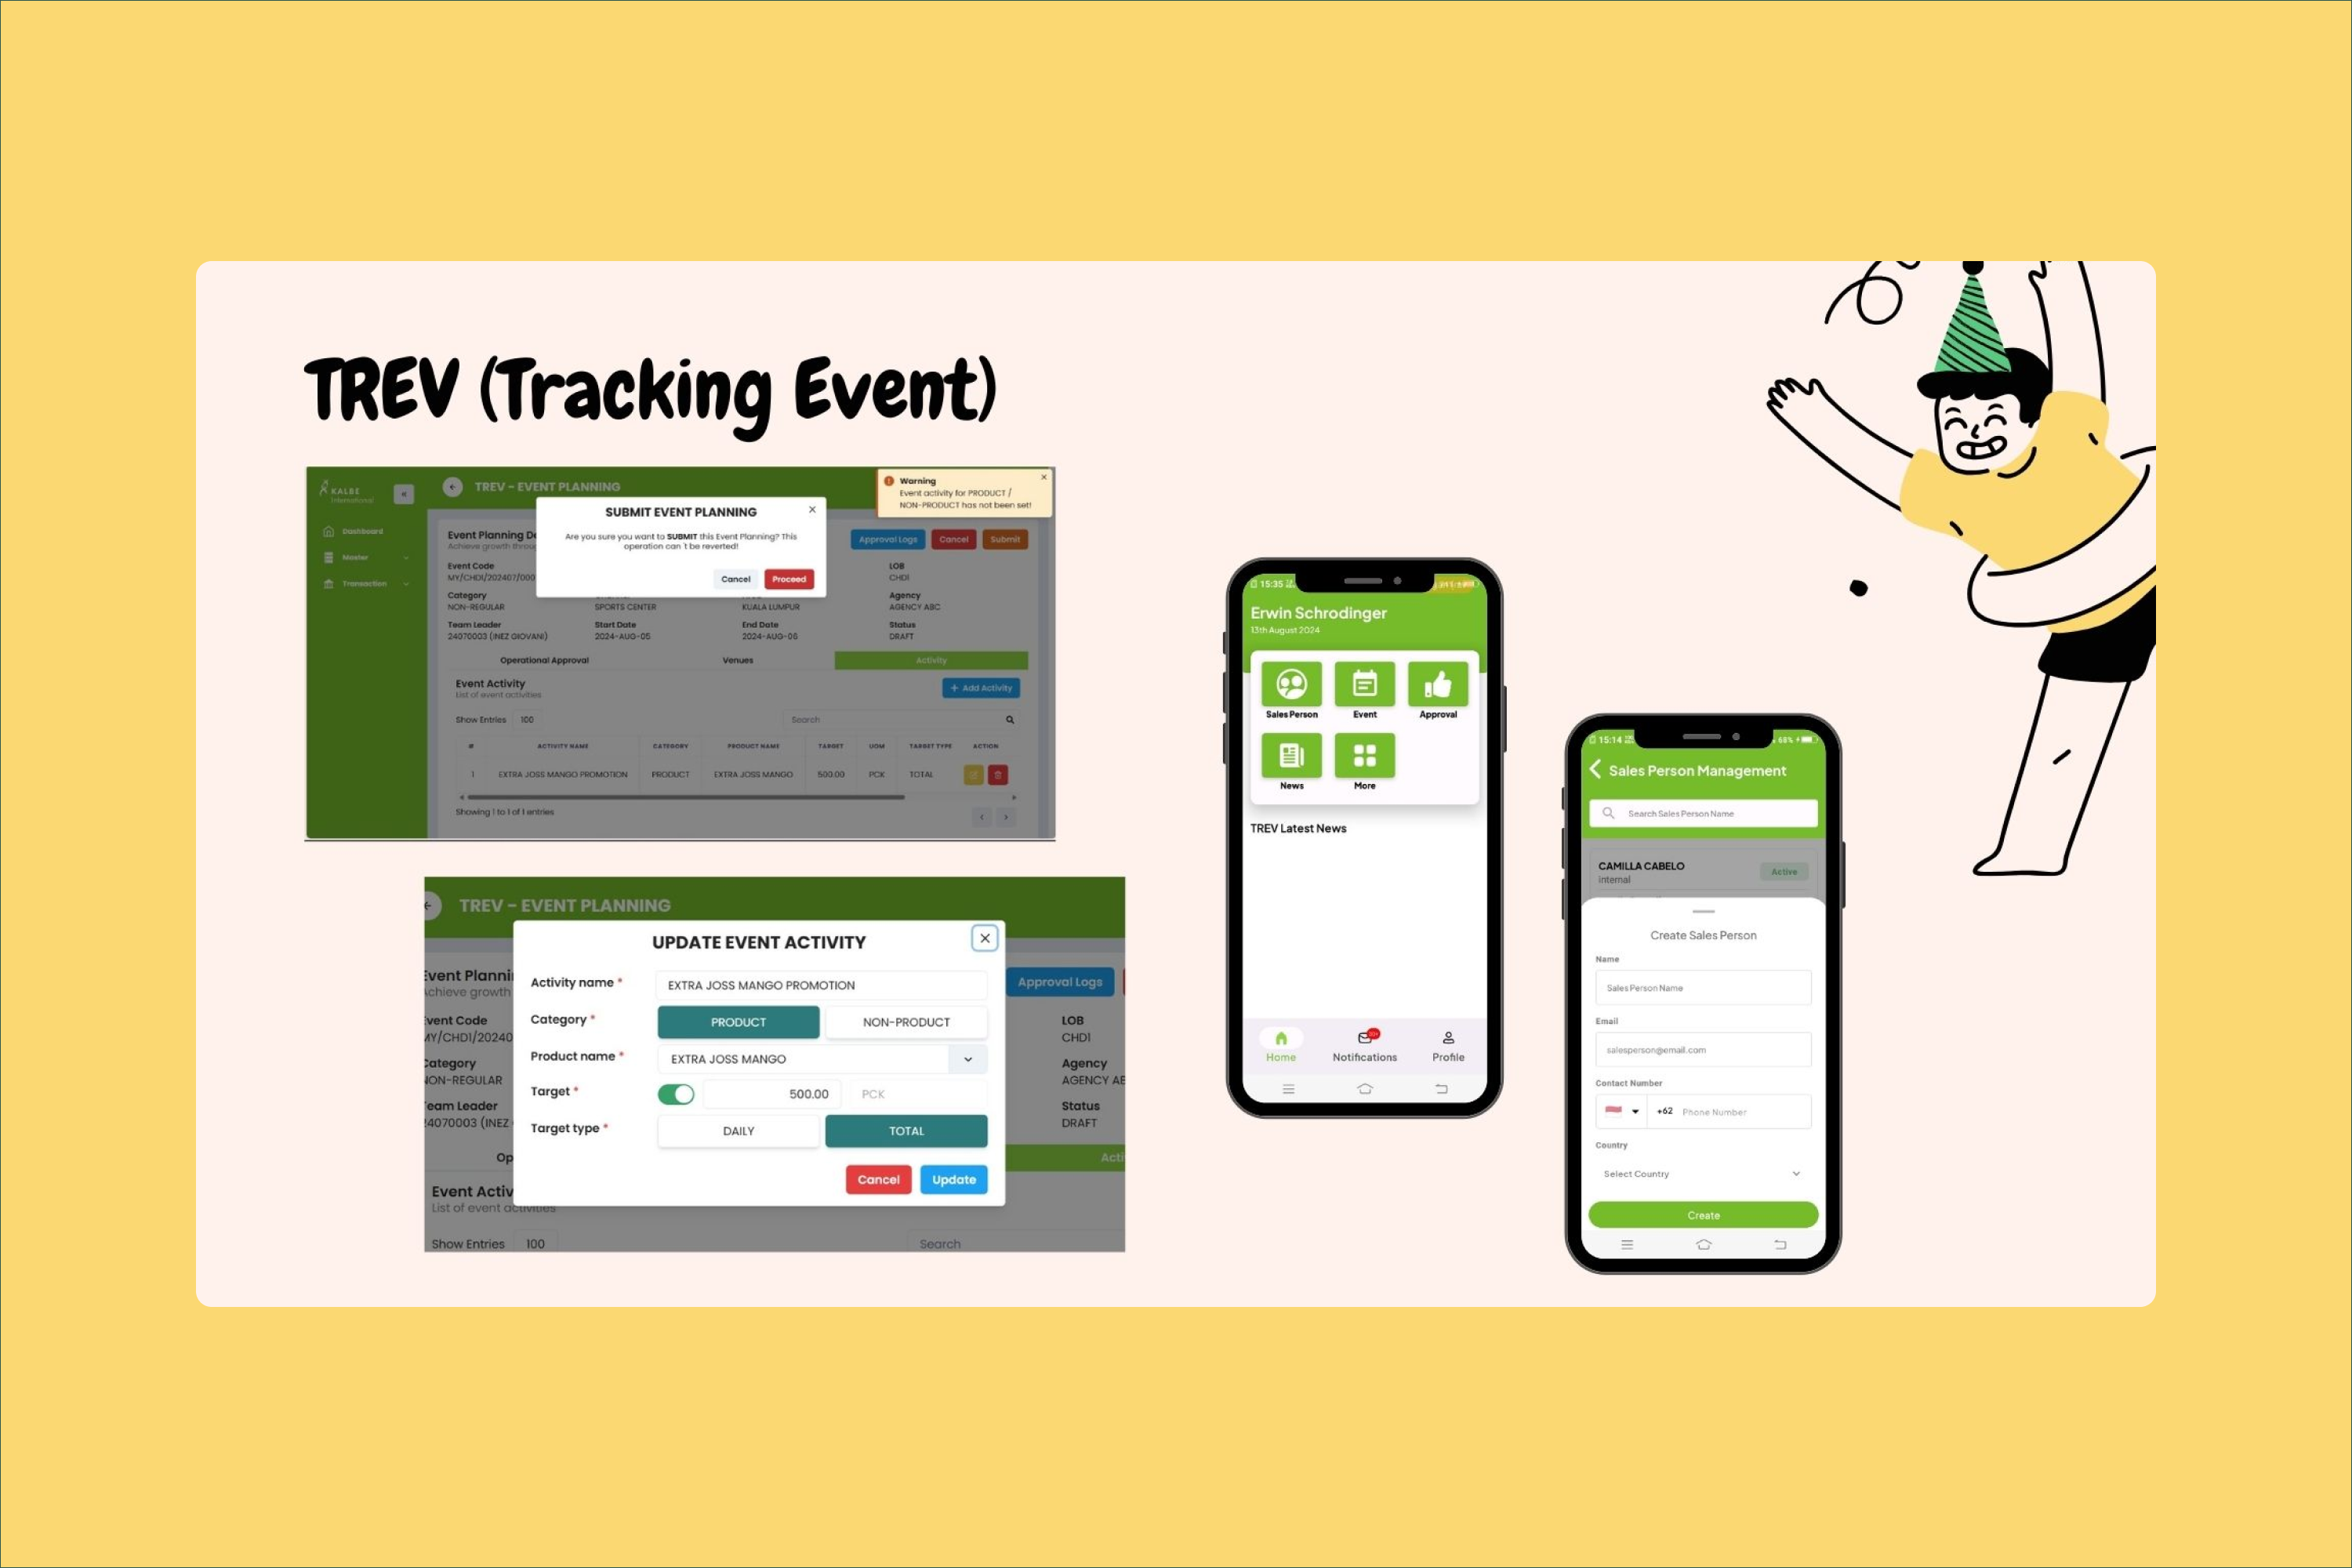 TREV (Tracking Event)
KALBE
International
TREV - EVENT PLANNING
Warning
Event activity for PRODUCT /
NON-PRODUCT has not been set!
Dashboard
Master
Transaction
SUBMIT EVENT PLANNING
Are you sure you want to SUBMIT this Event Planning? This
operation can't be reverted!
Cancel
Proceed
Event Planning De
Achieve growth throu
Approval Logs
Cancel
Submit
Event Code
MY/CHDI/202407/000
LOB
CHDI
Category
NON-REGULAR
SPORTS CENTER
KUALA LUMPUR
Agency
AGENCY ABC
Team Leader
24070003 (INEZ GIOVANI)
Start Date
2024-AUG-05
End Date
2024-AUG-06
Status
DRAFT
Operational Approval
Venues
Activity
Event Activity
List of event activities
+ Add Activity
Show Entries 100
Search
# ACTIVITY NAME CATEGORY PRODUCT NAME TARGET UOM TARGET TYPE ACTION
1 EXTRA JOSS MANGO PROMOTION PRODUCT EXTRA JOSS MANGO 500.00 PCK TOTAL
Showing 1 to 1 of 1 entries
TREV - EVENT PLANNING
UPDATE EVENT ACTIVITY
Activity name *
EXTRA JOSS MANGO PROMOTION
Category *
PRODUCT
NON-PRODUCT
Product name *
EXTRA JOSS MANGO
Target *
500.00
PCK
Target type *
DAILY
TOTAL
Cancel
Update
Event Planni
Achieve growth
Event Code
MY/CHDI/20240
Category
NON-REGULAR
Team Leader
24070003 (INEZ
Op
Event Activ
List of event activities
Show Entries 100
Search
Approval Logs
LOB
CHDI
Agency
AGENCY AB
Status
DRAFT
Acti
15:35
Erwin Schrodinger
13th August 2024
Sales Person
Event
Approval
News
More
TREV Latest News
Home
Notifications
Profile
15:14
68%
Sales Person Management
Search Sales Person Name
CAMILLA CABELO
Internal
Active
Create Sales Person
Name
Sales Person Name
Email
salesperson@email.com
Contact Number
+62 Phone Number
Country
Select Country
Create